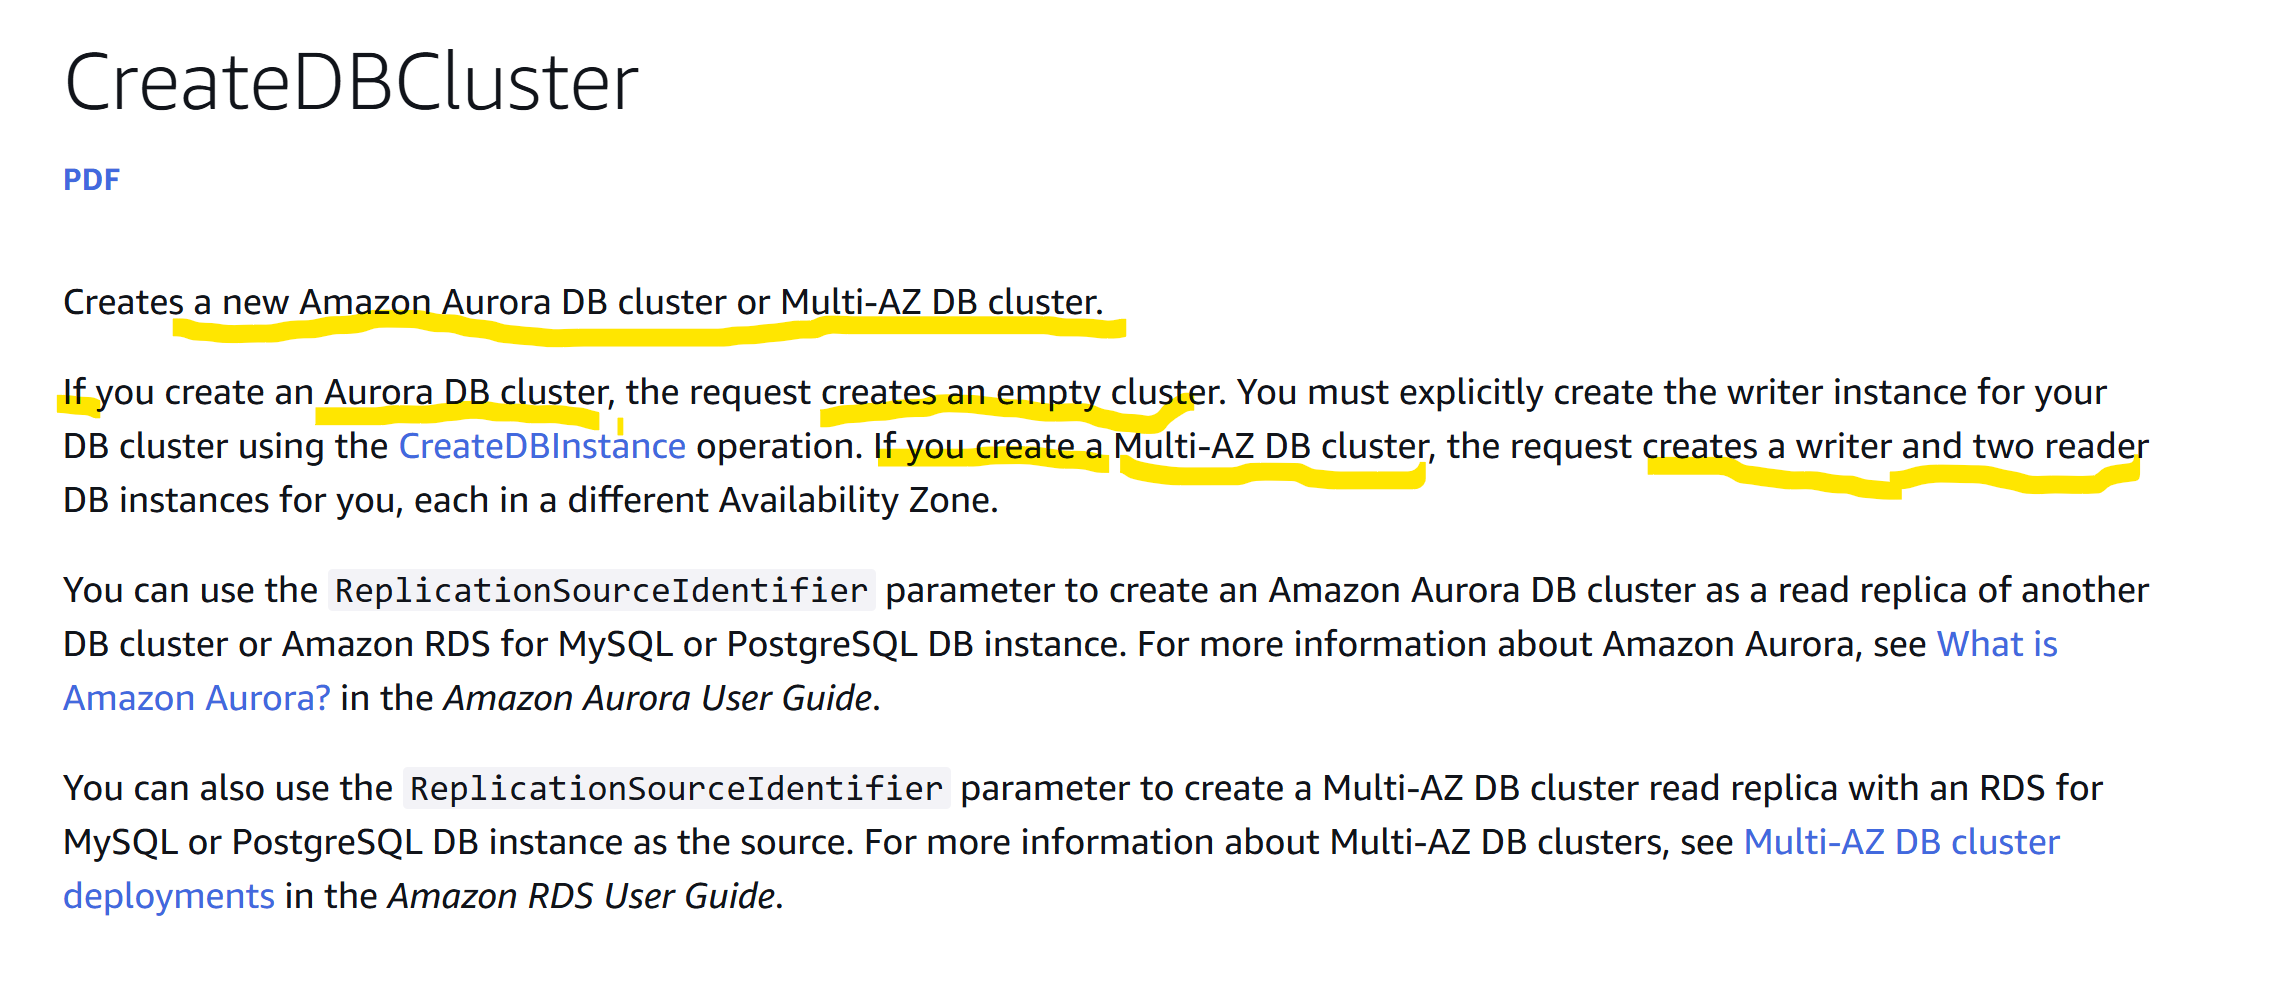 CreateDBCluster
PDF
Creates a new Amazon Aurora DB cluster or Multi-AZ DB cluster.
If you create an Aurora DB cluster, the request creates an empty cluster. You must explicitly create the writer instance for your
DB cluster using the CreateDBInstance operation. If you create a Multi-AZ DB cluster, the request creates a writer and two reader
DB instances for you, each in a different Availability Zone.
You can use the ReplicationSourceIdentifier parameter to create an Amazon Aurora DB cluster as a read replica of another
DB cluster or Amazon RDS for MySQL or PostgreSQL DB instance. For more information about Amazon Aurora, see What is
Amazon Aurora? in the Amazon Aurora User Guide.
You can also use the ReplicationSourceIdentifier parameter to create a Multi-AZ DB cluster read replica with an RDS for
MySQL or PostgreSQL DB instance as the source. For more information about Multi-AZ DB clusters, see Multi-AZ DB cluster
deployments in the Amazon RDS User Guide.